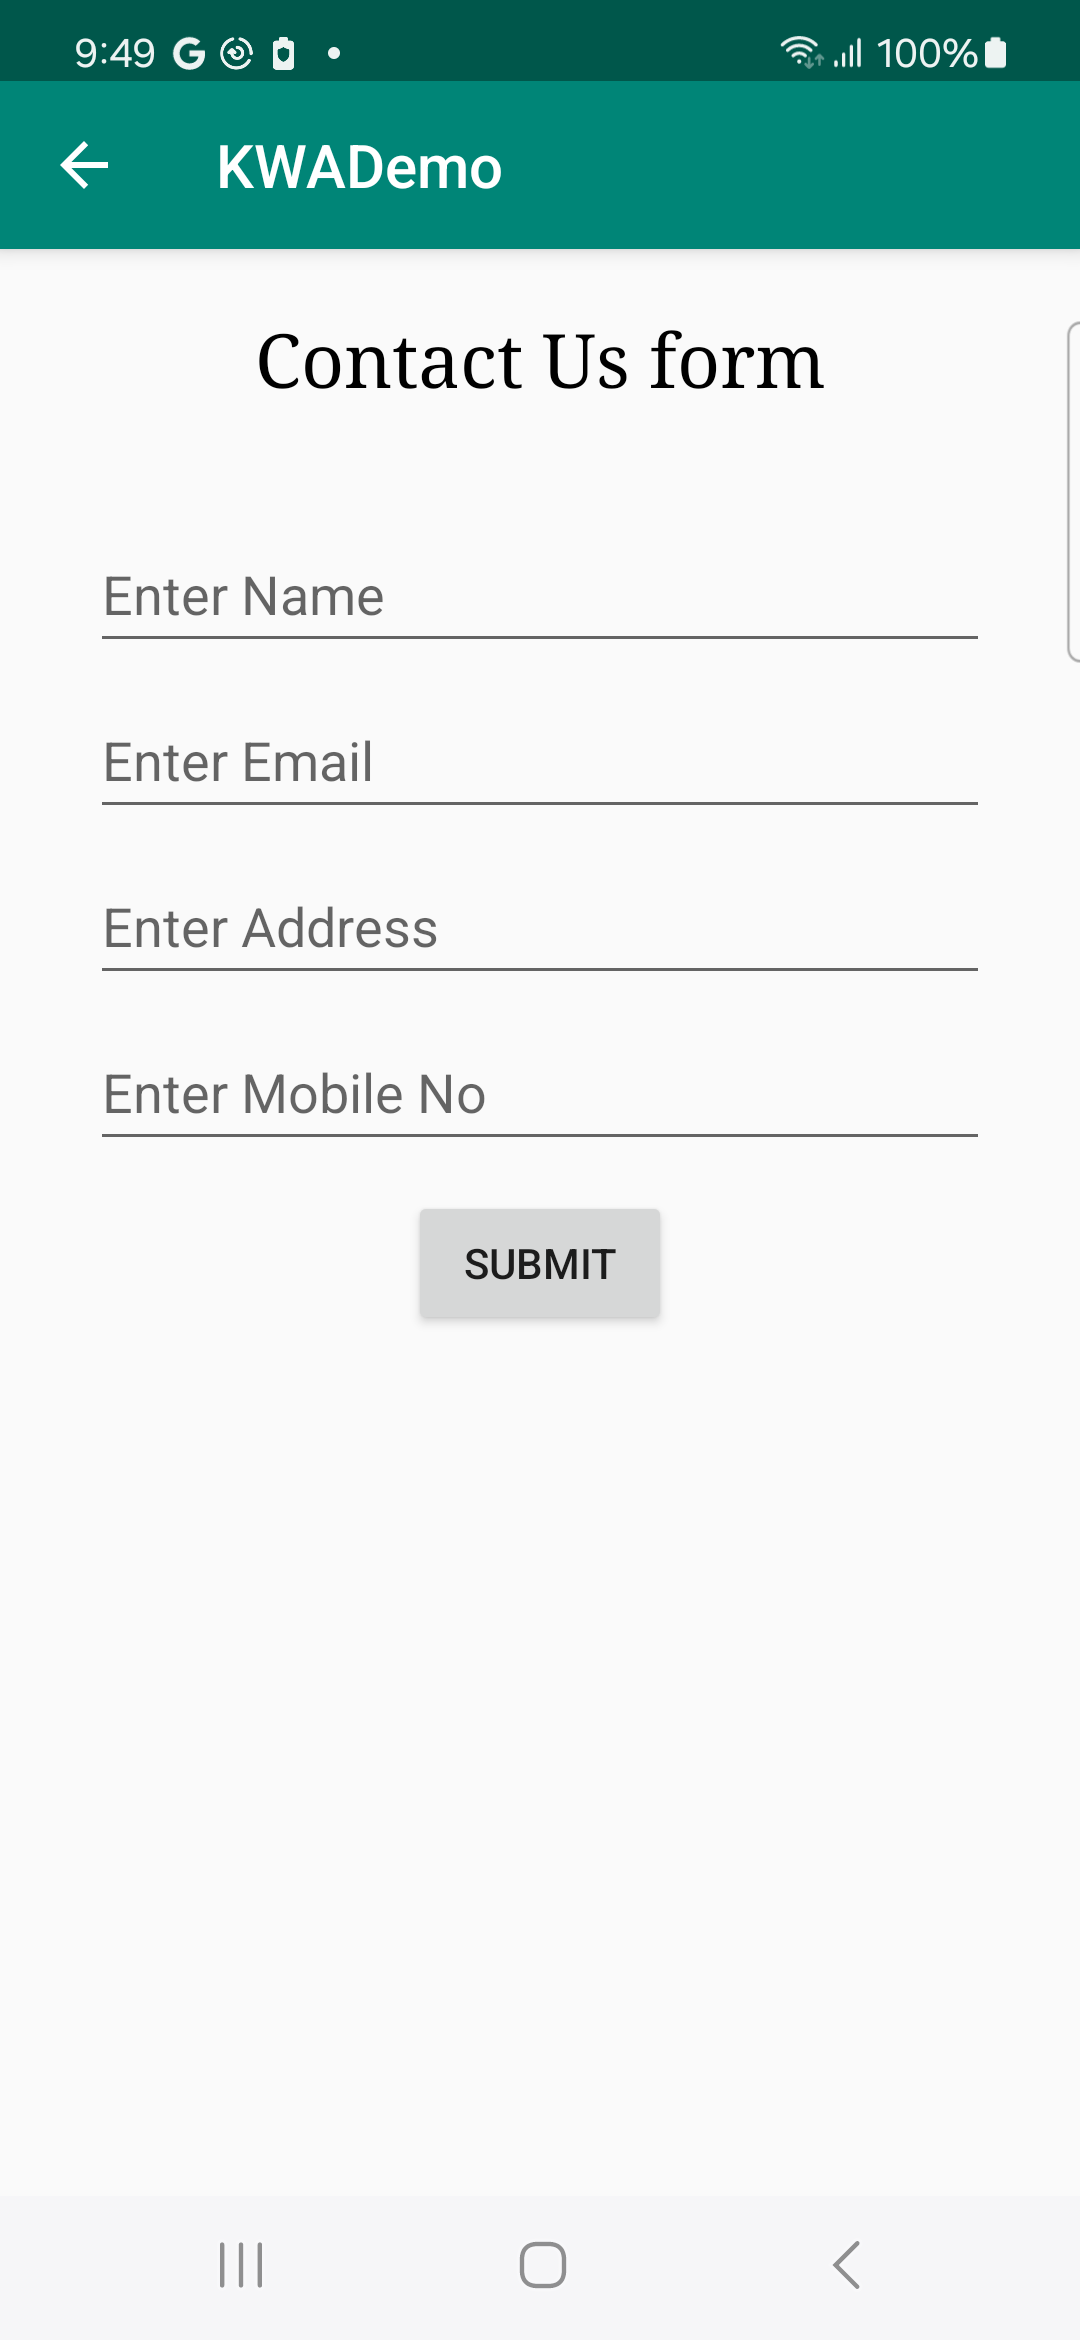 9:49 100%
KWADemo
Contact Us form
Enter Name
Enter Email
Enter Address
Enter Mobile No
SUBMIT